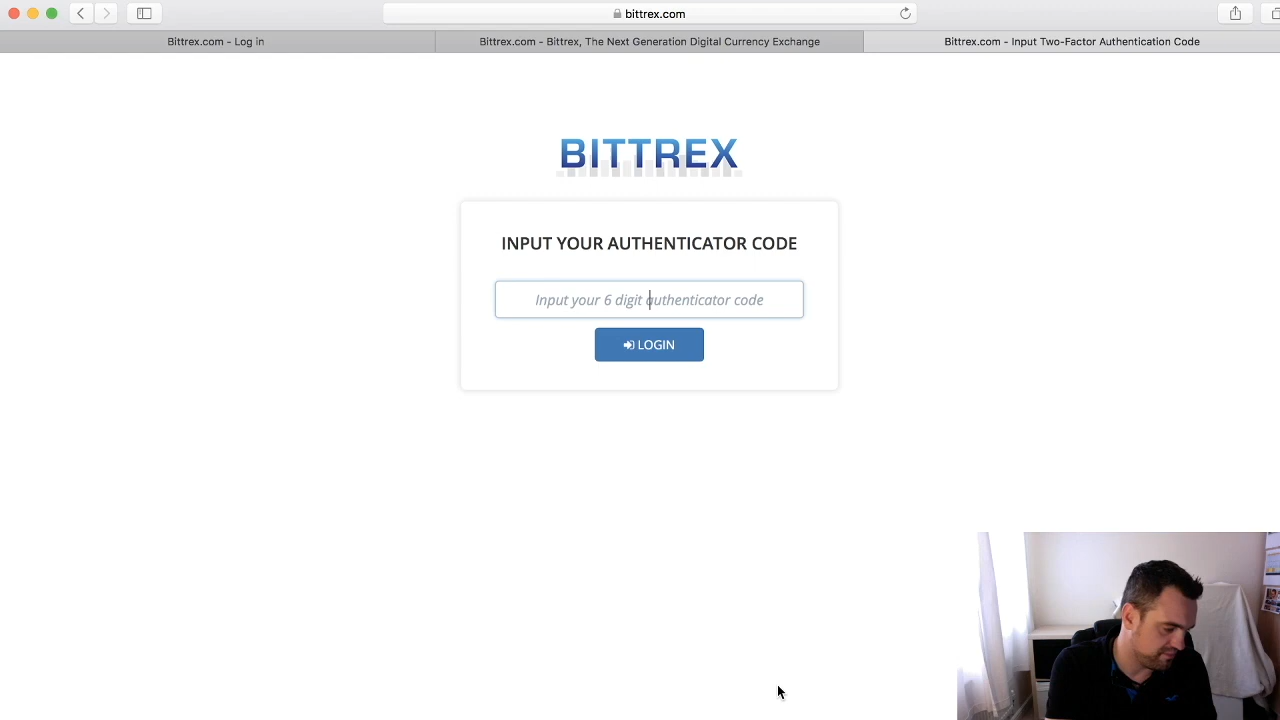 bittrex.com
Bittrex.com - Log in
Bittrex.com - Bittrex, The Next Generation Digital Currency Exchange
Bittrex.com - Input Two-Factor Authentication Code
BITTREX
INPUT YOUR AUTHENTICATOR CODE
Input your 6 digit authenticator code
LOGIN